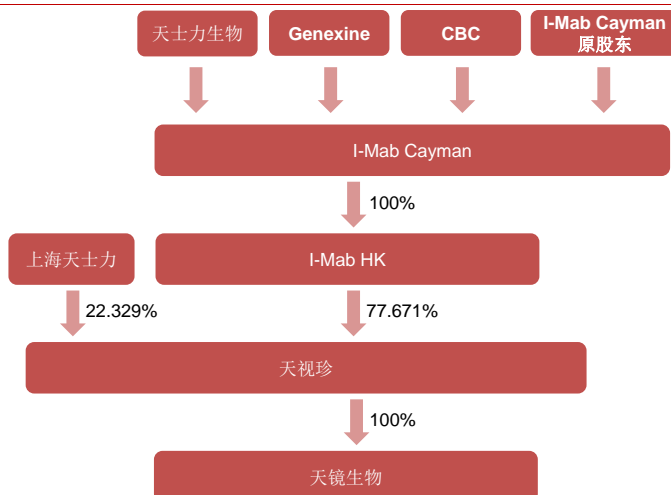 天士力生物
Genexine
CBC
I-Mab Cayman
原股东
I-Mab Cayman
100%
上海天士力
I-Mab HK
22.329%
77.671%
天视珍
100%
天镜生物